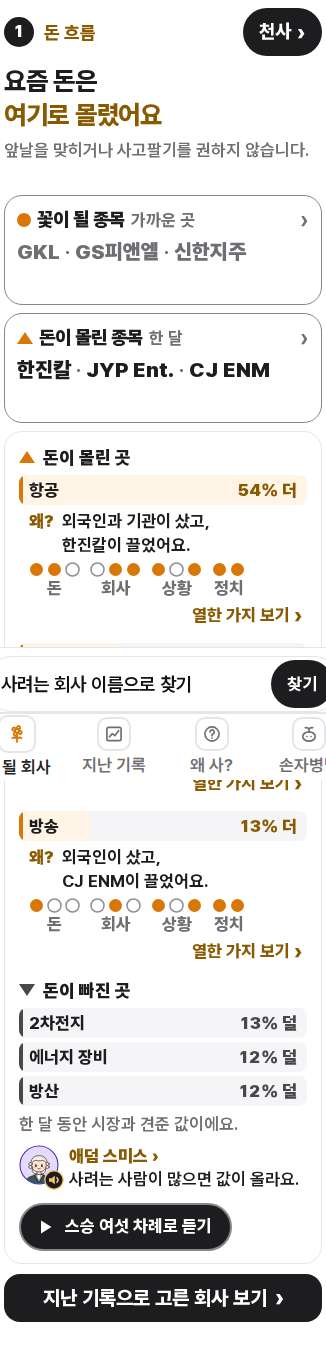 1 돈 흐름
천사 ›
요즘 돈은
여기로 몰렸어요
앞날을 맞히거나 사고팔기를 권하지 않습니다.
꽃이 될 종목 가까운 곳 ›
GKL · GS피앤엘 · 신한지주
돈이 몰린 종목 한 달 ›
한진칼 · JYP Ent. · CJ ENM
돈이 몰린 곳
항공 54% 더
왜? 외국인과 기관이 샀고,
한진칼이 끌었어요.
돈 회사 상황 정치
열한 가지 보기 ›
사려는 회사 이름으로 찾기 찾기
될 회사 지난 기록 왜 사? 손자병
열한 가지 보기 ›
방송 13% 더
왜? 외국인이 샀고,
CJ ENM이 끌었어요.
돈 회사 상황 정치
열한 가지 보기 ›
돈이 빠진 곳
2차전지 13% 덜
에너지 장비 12% 덜
방산 12% 덜
한 달 동안 시장과 견준 값이에요.
애덤 스미스 ›
사려는 사람이 많으면 값이 올라요.
스승 여섯 차례로 듣기
지난 기록으로 고른 회사 보기 ›